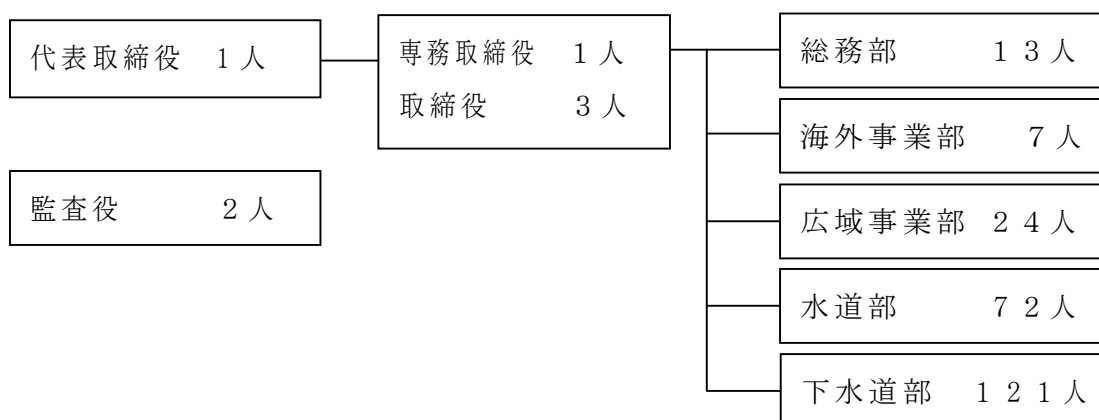 代表取締役 1人
専務取締役 1人
取締役 3人
監査役 2人
総務部 13人
海外事業部 7人
広域事業部 24人
水道部 72人
下水道部 121人